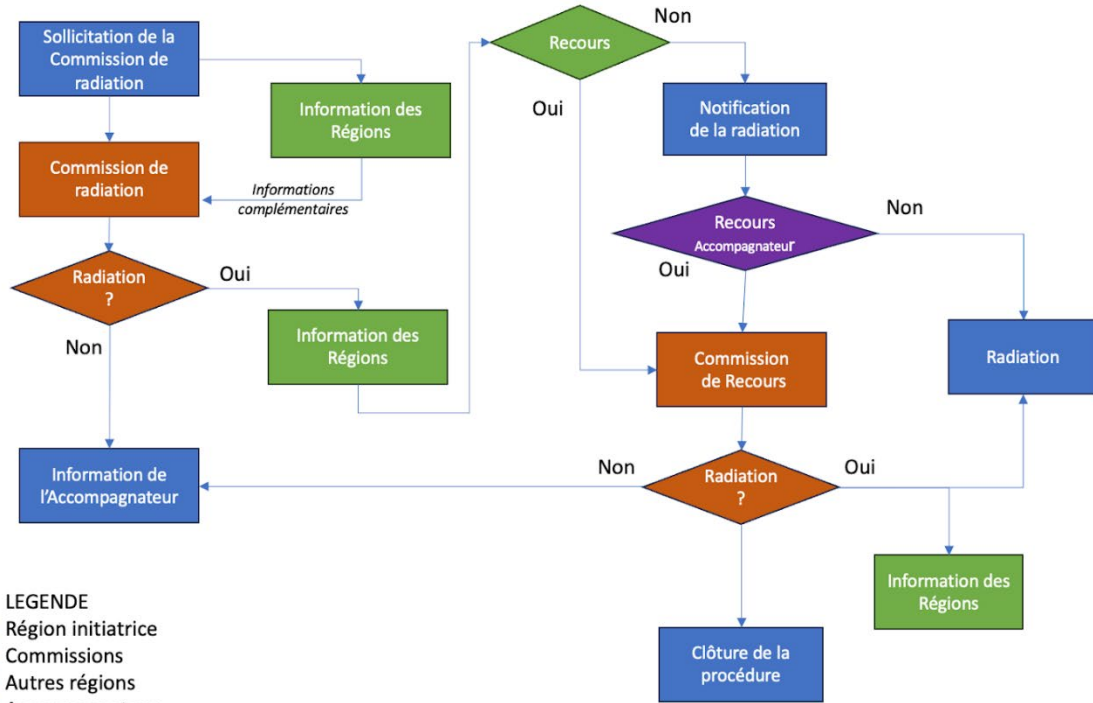 Sollicitation de la
Commission de
radiation
Information des
Régions
Commission de
radiation
Informations
complémentaires
Radiation
?
Oui
Non
Information des
Régions
Information de
l'Accompagnateur
Recours
Non
Oui
Notification
de la radiation
Recours
Accompagnateur
Non
Oui
Commission
de Recours
Radiation
Radiation
?
Non
Oui
Information des
Régions
Clôture de la
procédure
LEGENDE
Région initiatrice
Commissions
Autres régions